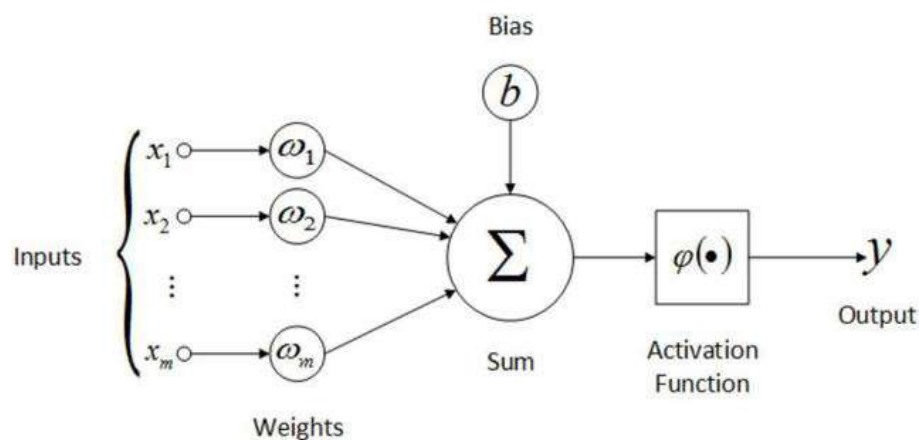 Bias
b
x₁ ω₁
x₂ ω₂
Inputs
⋮ ⋮
Σ
φ(•)
y
Output
xₘ ωₘ
Sum
Activation
Function
Weights